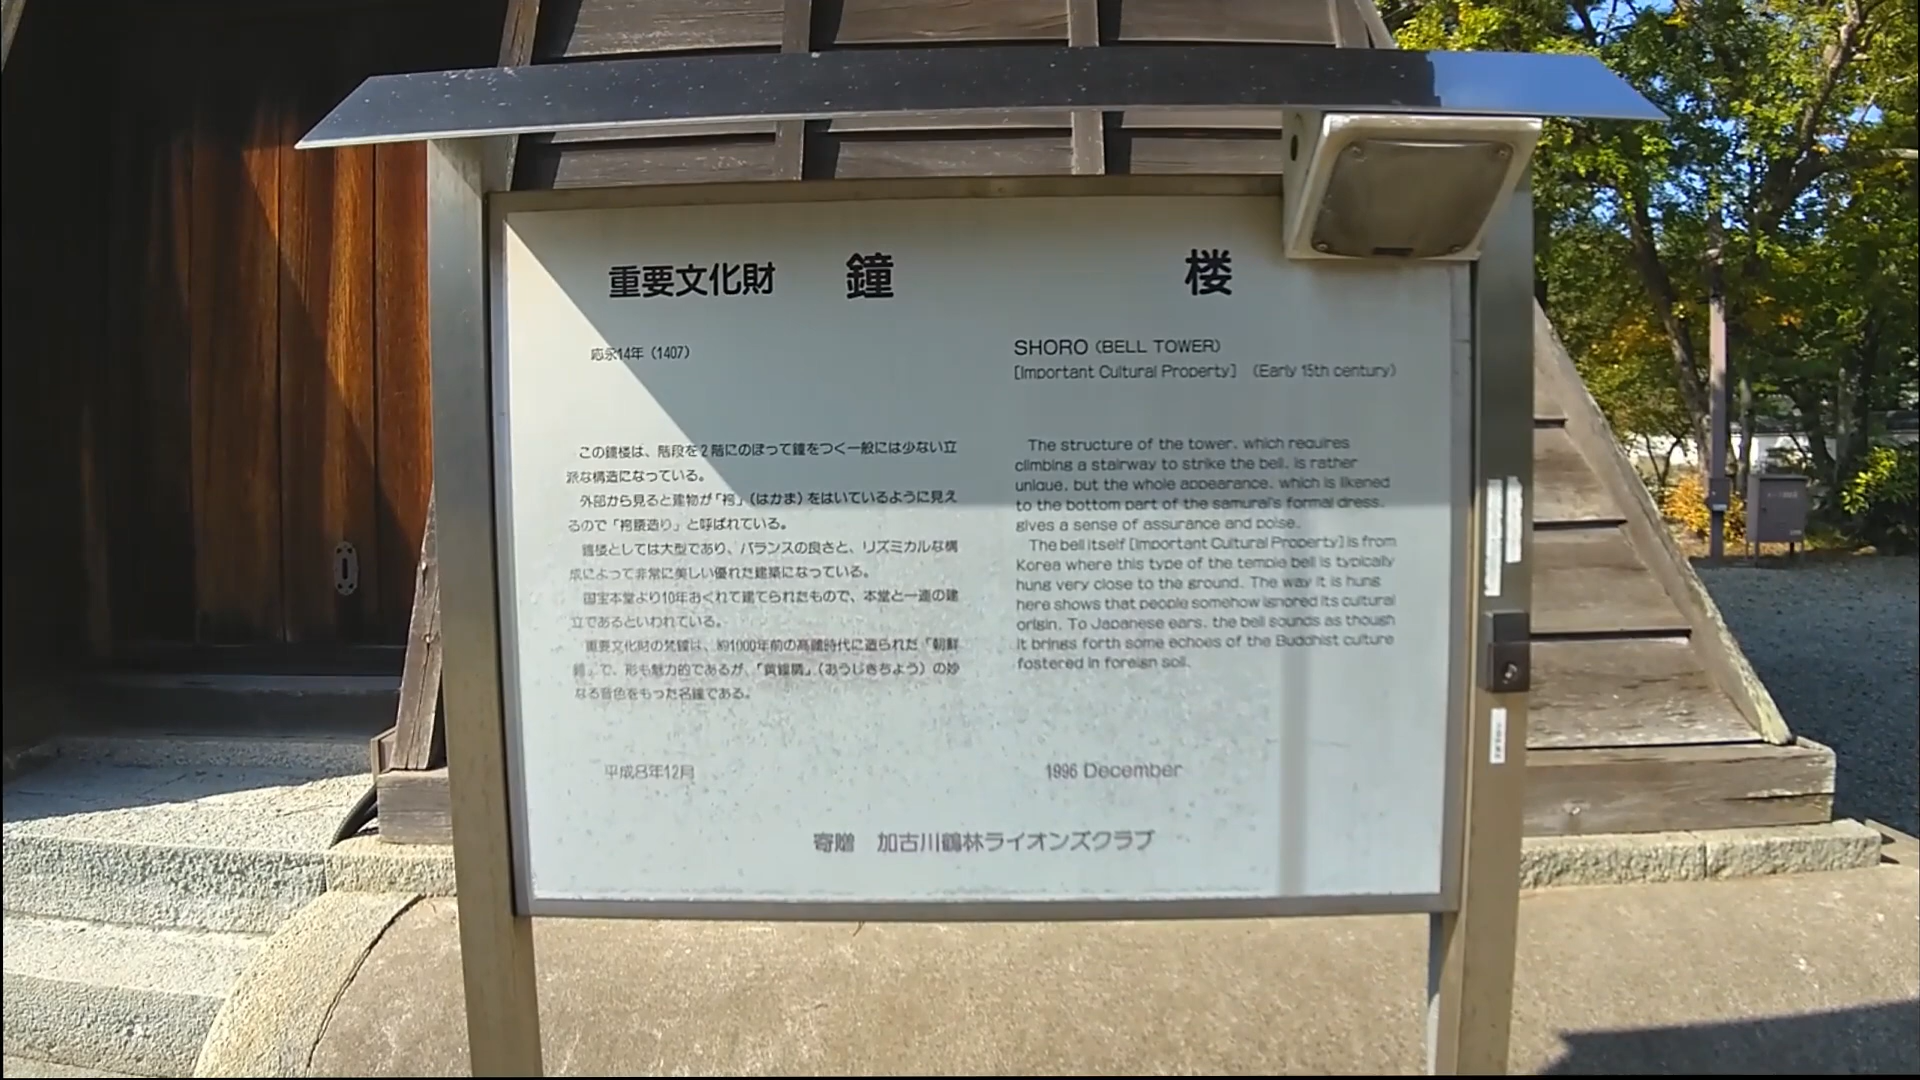 重要文化財 鐘 楼
応永14年(1407)
この鐘楼は、階段を2階にのぼって鐘をつく一般には少ない立
派な構造になっている。
外部から見ると建物が「袴」(はかま)をはいているように見え
るので「袴腰造り」と呼ばれている。
鐘楼としては大型であり、バランスの良さと、リズミカルな構
成によって非常に美しい優れた建築になっている。
国宝本堂より10年おくれて建てられたもので、本堂と一連の建
立であるといわれている。
重要文化財の梵鐘は、約1000年前の高麗時代に造られた「朝鮮
鐘」で、形も魅力的であるが、「黄鐘調」(おうじきちょう)の妙
なる音色をもった名鐘である。
平成8年12月
SHORO (BELL TOWER)
[Important Cultural Property] (Early 15th century)
The structure of the tower, which requires
climbing a stairway to strike the bell, is rather
unique, but the whole appearance, which is likened
to the bottom part of the samurai's formal dress,
gives a sense of assurance and poise.
The bell itself [Important Cultural Property] is from
Korea where this type of the temple bell is typically
hung very close to the ground. The way it is hung
here shows that people somehow ignored its cultural
origin. To Japanese ears, the bell sounds as though
it brings forth some echoes of the Buddhist culture
fostered in foreign soil.
1996 December
寄贈 加古川鶴林ライオンズクラブ